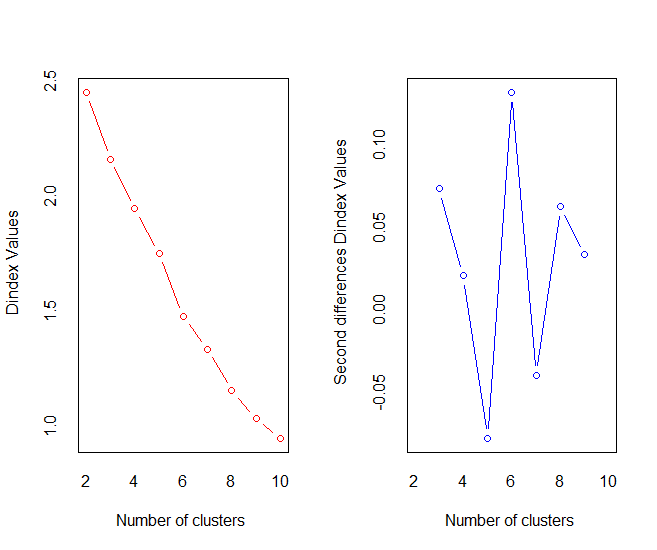 Dindex Values
2.5
2.0
1.5
1.0
2 4 6 8 10
Number of clusters
Second differences Dindex Values
0.10
0.05
0.00
-0.05
2 4 6 8 10
Number of clusters